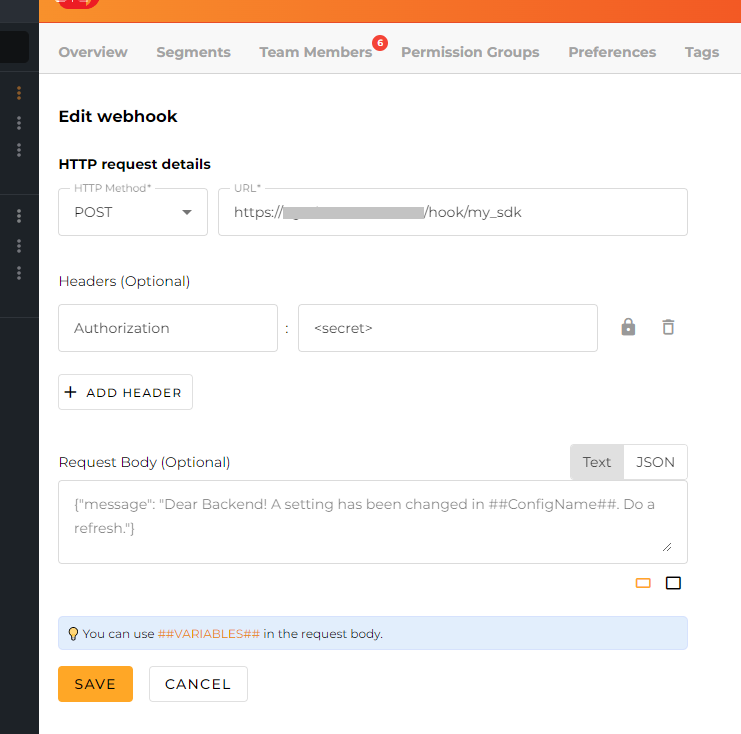 Overview Segments Team Members 6 Permission Groups Preferences Tags
Edit webhook
HTTP request details
HTTP Method* URL*
POST https:// /hook/my_sdk
Headers (Optional)
Authorization : <secret>
+ ADD HEADER
Request Body (Optional) Text JSON
{"message": "Dear Backend! A setting has been changed in ##ConfigName##. Do a
refresh."}
You can use ##VARIABLES## in the request body.
SAVE CANCEL